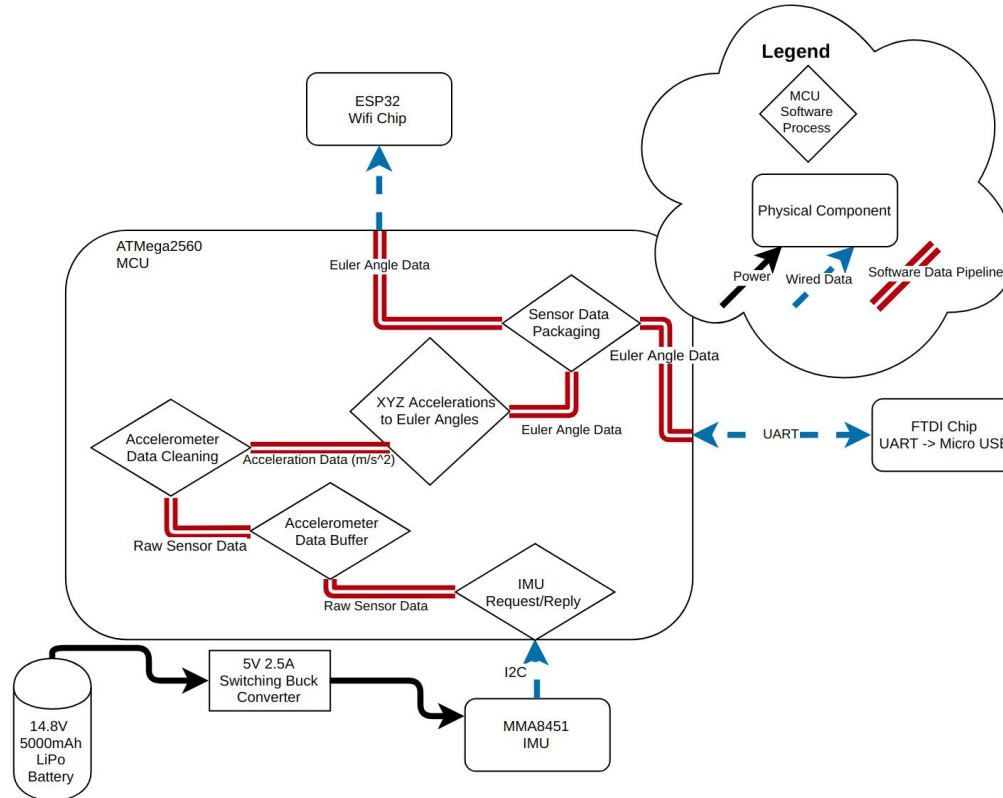 Legend
MCU
Software
Process
Physical Component
Power
Wired Data
Software Data Pipeline
ESP32
Wifi Chip
ATMega2560
MCU
Euler Angle Data
Sensor Data
Packaging
Euler Angle Data
XYZ Accelerations
to Euler Angles
Euler Angle Data
Accelerometer
Data Cleaning
Acceleration Data (m/s^2)
UART
FTDI Chip
UART -> Micro USB
Accelerometer
Data Buffer
Raw Sensor Data
IMU
Request/Reply
Raw Sensor Data
I2C
5V 2.5A
Switching Buck
Converter
MMA8451
IMU
14.8V
5000mAh
LiPo
Battery